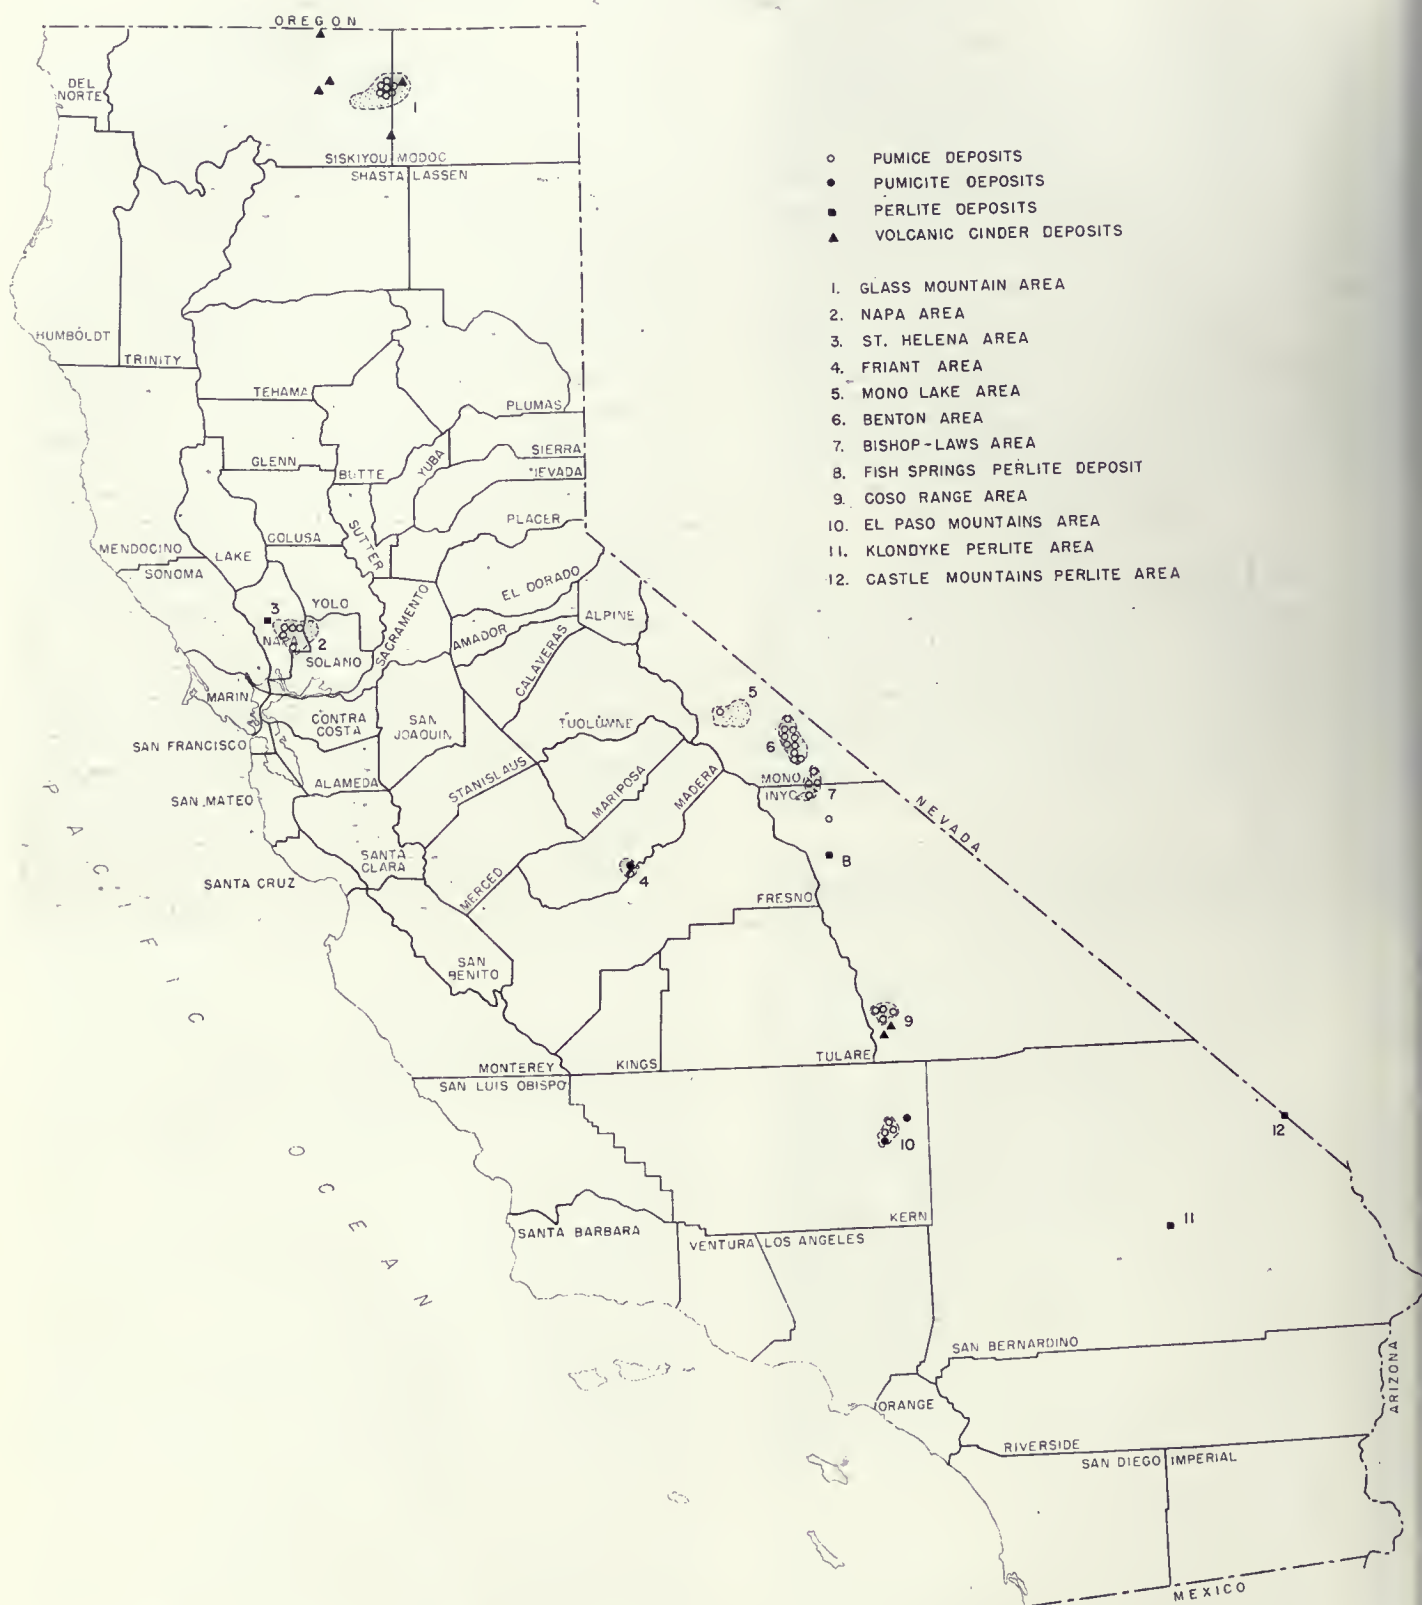 OREGON
DEL
NORTE
1
SISKIYOU MODOC
SHASTA LASSEN
PUMICE DEPOSITS
PUMICITE DEPOSITS
PERLITE DEPOSITS
VOLCANIC CINDER DEPOSITS
1. GLASS MOUNTAIN AREA
2. NAPA AREA
3. ST. HELENA AREA
4. FRIANT AREA
5. MONO LAKE AREA
6. BENTON AREA
7. BISHOP-LAWS AREA
8. FISH SPRINGS PERLITE DEPOSIT
9. COSO RANGE AREA
10. EL PASO MOUNTAINS AREA
11. KLONDYKE PERLITE AREA
12. CASTLE MOUNTAINS PERLITE AREA
HUMBOLDT
TRINITY
TEHAMA
PLUMAS
GLENN
BUTTE
YUBA
SIERRA
NEVADA
PLACER
SUTTER
COLUSA
LAKE
MENDOCINO
SONOMA
YOLO
EL DORADO
ALPINE
SACRAMENTO
AMADOR
CALAVERAS
3
NAPA
2
SOLANO
MARIN
CONTRA
COSTA
SAN
JOAQUIN
TUOLUMNE
5
6
SAN FRANCISCO
ALAMEDA
STANISLAUS
MARIPOSA
MADERA
MONO
INYO
7
NEVADA
SAN MATEO
SANTA
CLARA
SANTA CRUZ
MERCED
4
8
FRESNO
SAN
BENITO
PACIFIC
OCEAN
9
MONTEREY
KINGS
TULARE
SAN LUIS OBISPO
10
12
11
KERN
SANTA BARBARA
VENTURA LOS ANGELES
SAN BERNARDINO
ORANGE
ARIZONA
RIVERSIDE
SAN DIEGO IMPERIAL
MEXICO